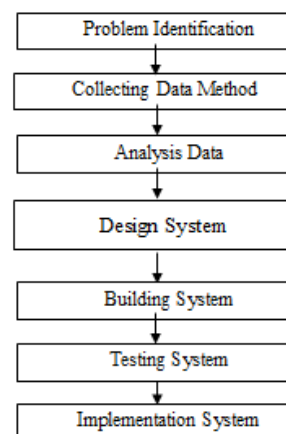 Problem Identification
Collecting Data Method
Analysis Data
Design System
Building System
Testing System
Implementation System